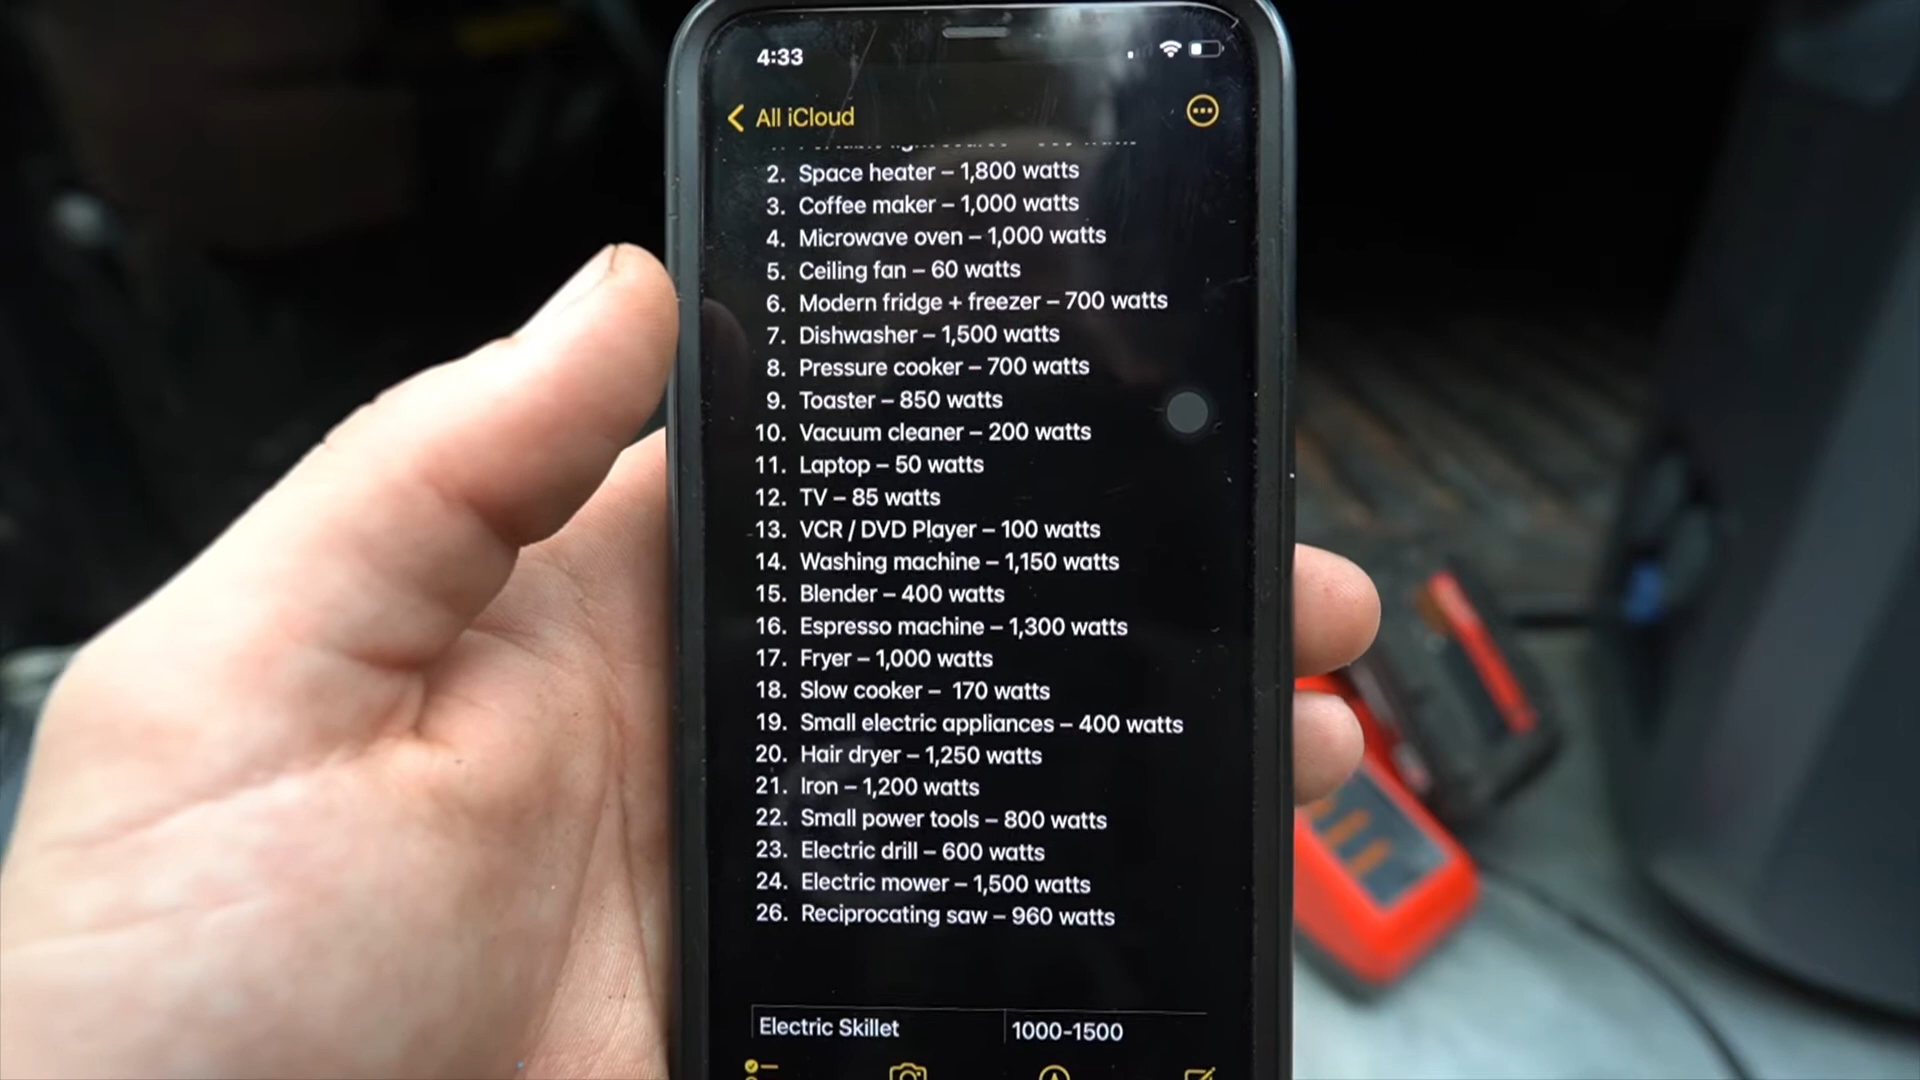 4:33
All iCloud
2. Space heater – 1,800 watts
3. Coffee maker – 1,000 watts
4. Microwave oven – 1,000 watts
5. Ceiling fan – 60 watts
6. Modern fridge + freezer – 700 watts
7. Dishwasher – 1,500 watts
8. Pressure cooker – 700 watts
9. Toaster – 850 watts
10. Vacuum cleaner – 200 watts
11. Laptop – 50 watts
12. TV – 85 watts
13. VCR / DVD Player – 100 watts
14. Washing machine – 1,150 watts
15. Blender – 400 watts
16. Espresso machine – 1,300 watts
17. Fryer – 1,000 watts
18. Slow cooker – 170 watts
19. Small electric appliances – 400 watts
20. Hair dryer – 1,250 watts
21. Iron – 1,200 watts
22. Small power tools – 800 watts
23. Electric drill – 600 watts
24. Electric mower – 1,500 watts
26. Reciprocating saw – 960 watts
Electric Skillet 1000-1500